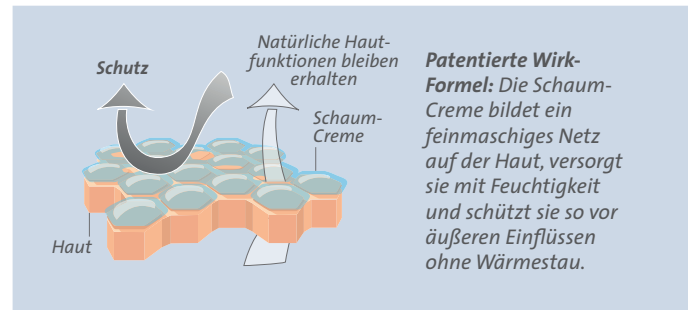 Schutz
Natürliche Haut-
funktionen bleiben
erhalten
Schaum-
Creme
Haut
Patentierte Wirk-
Formel: Die Schaum-
Creme bildet ein
feinmaschiges Netz
auf der Haut, versorgt
sie mit Feuchtigkeit
und schützt sie so vor
äußeren Einflüssen
ohne Wärmestau.